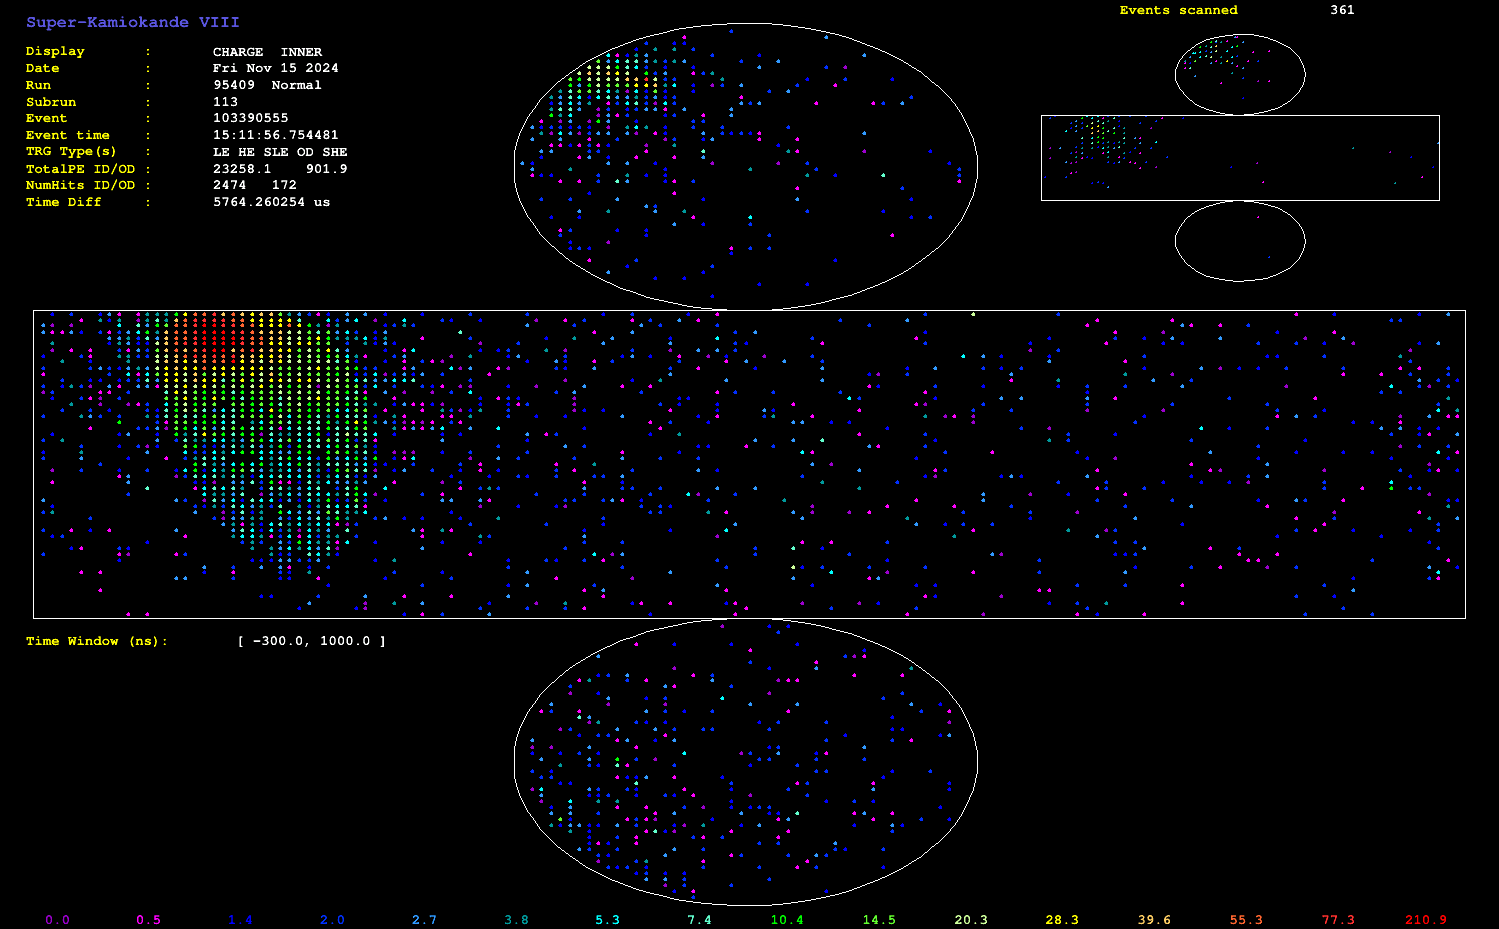 Super-Kamiokande VIII
Events scanned 361
Display : CHARGE INNER
Date : Fri Nov 15 2024
Run : 95409 Normal
Subrun : 113
Event : 103390555
Event time : 15:11:56.754481
TRG Type(s) : LE HE SLE OD SHE
TotalPE ID/OD : 23258.1 901.9
NumHits ID/OD : 2474 172
Time Diff : 5764.260254 us
Time Window (ns): [ -300.0, 1000.0 ]
0.0 0.5 1.4 2.0 2.7 3.8 5.3 7.4 10.4 14.5 20.3 28.3 39.6 55.3 77.3 210.9